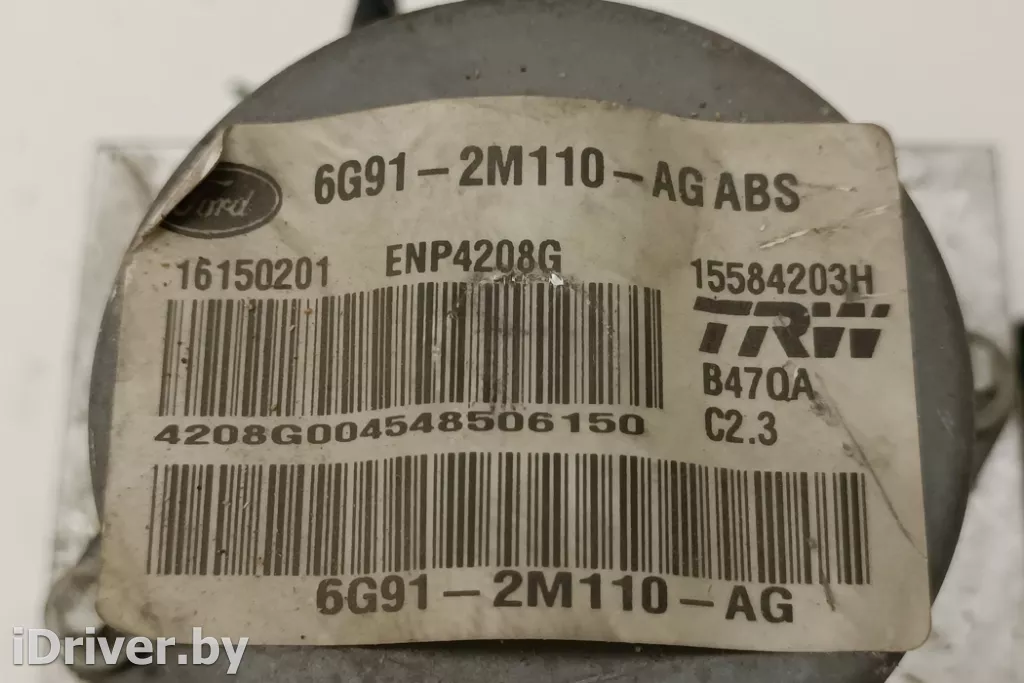 Ford
6G91-2M110-AG ABS
16150201 ENP4208G 15584203H
TRW
B47QA
4208G004548506150 C2.3
6G91-2M110-AG
iDriver.by